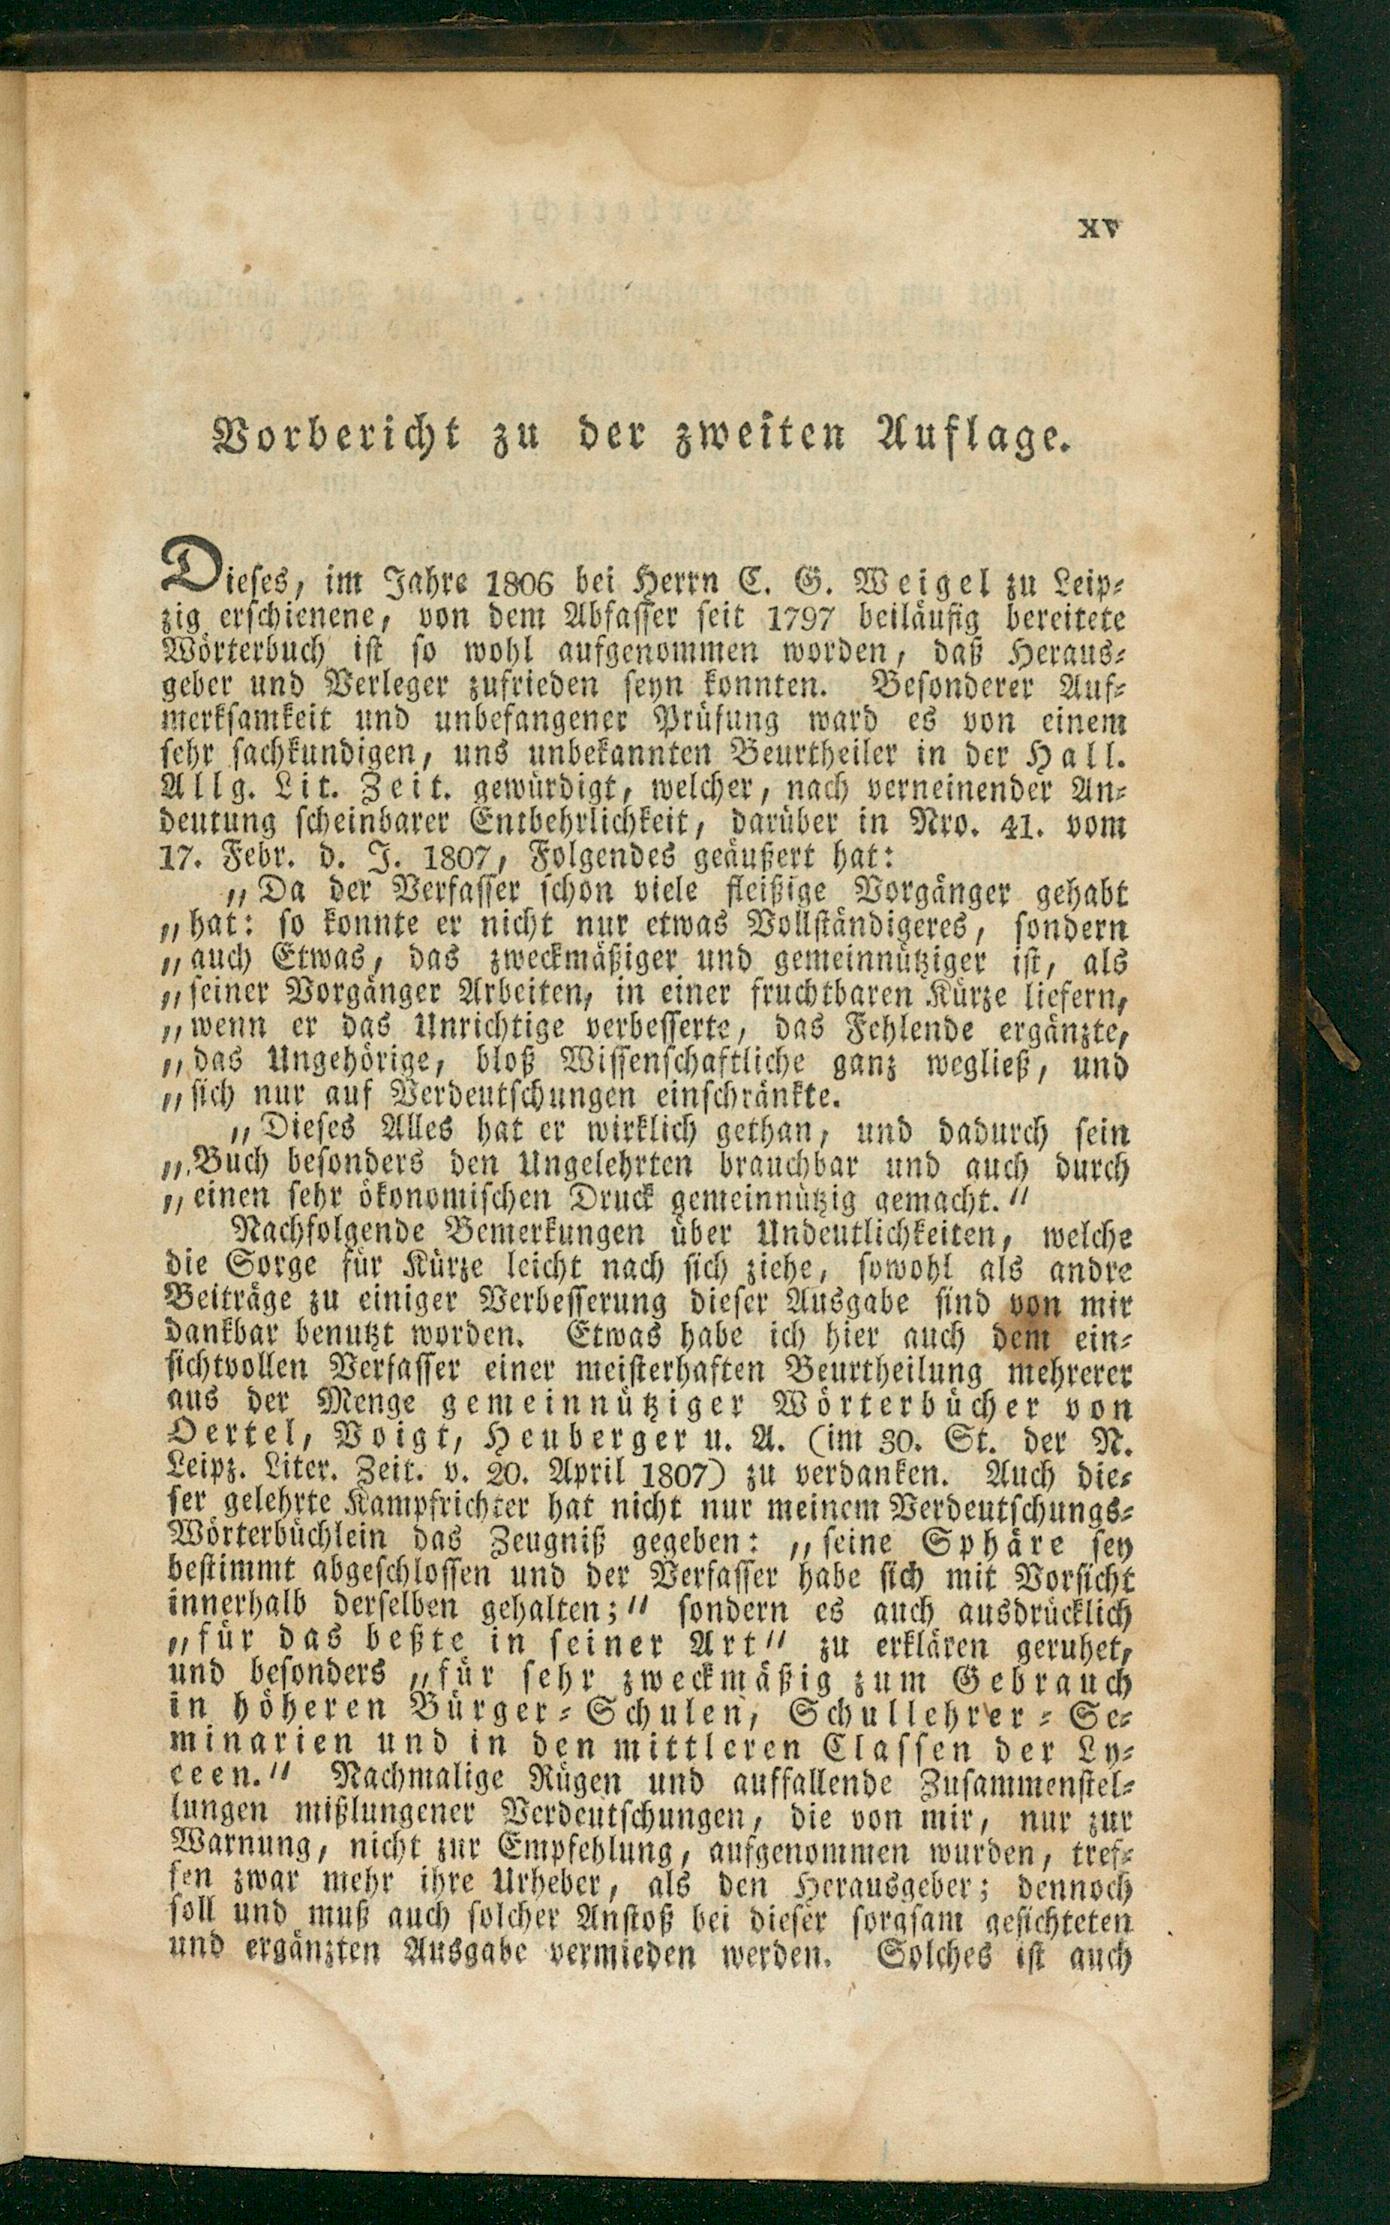 XV
Vorbericht zu der zweiten Auflage.
Dieses, im Jahre 1806 bei Herrn C. G. Weigel zu Leip-
zig erschienene, von dem Abfasser seit 1797 beiläufig bereitete
Wörterbuch ist so wohl aufgenommen worden, daß Heraus-
geber und Verleger zufrieden seyn konnten. Besonderer Auf-
merksamkeit und unbefangener Prüfung ward es von einem
sehr sachkundigen, uns unbekannten Beurtheiler in der Hall.
Allg. Lit. Zeit. gewürdigt, welcher, nach verneinender An-
deutung scheinbarer Entbehrlichkeit, darüber in Nro. 41. vom
17. Febr. d. J. 1807, Folgendes geäußert hat:
„Da der Verfasser schon viele fleißige Vorgänger gehabt
„hat: so konnte er nicht nur etwas Vollständigeres, sondern
„auch Etwas, das zweckmäßiger und gemeinnütziger ist, als
„seiner Vorgänger Arbeiten, in einer fruchtbaren Kürze liefern,
„wenn er das Unrichtige verbesserte, das Fehlende ergänzte,
„das Ungehörige, bloß Wissenschaftliche ganz wegließ, und
„sich nur auf Verdeutschungen einschränkte.
„Dieses Alles hat er wirklich gethan, und dadurch sein
„Buch besonders den Ungelehrten brauchbar und auch durch
„einen sehr ökonomischen Druck gemeinnützig gemacht.“
Nachfolgende Bemerkungen über Undeutlichkeiten, welche
die Sorge für Kürze leicht nach sich ziehe, sowohl als andre
Beiträge zu einiger Verbesserung dieser Ausgabe sind von mir
dankbar benutzt worden. Etwas habe ich hier auch dem ein-
sichtvollen Verfasser einer meisterhaften Beurtheilung mehrerer
aus der Menge gemeinnütziger Wörterbücher von
Oertel, Voigt, Heuberger u. A. (im 30. St. der N.
Leipz. Liter. Zeit. v. 20. April 1807) zu verdanken. Auch die-
ser gelehrte Kampfrichter hat nicht nur meinem Verdeutschungs-
Wörterbüchlein das Zeugniß gegeben: „seine Sphäre sey
bestimmt abgeschlossen und der Verfasser habe sich mit Vorsicht
innerhalb derselben gehalten;“ sondern es auch ausdrücklich
„für das beßte in seiner Art“ zu erklären geruhet,
und besonders „für sehr zweckmäßig zum Gebrauch
in höheren Bürger-Schulen, Schullehrer-Se-
minarien und in den mittleren Classen der Ly-
ceen.“ Nachmalige Rügen und auffallende Zusammenstel-
lungen mißlungener Verdeutschungen, die von mir, nur zur
Warnung, nicht zur Empfehlung, aufgenommen wurden, tref-
fen zwar mehr ihre Urheber, als den Herausgeber; dennoch
soll und muß auch solcher Anstoß bei dieser sorgsam gesichteten
und ergänzten Ausgabe vermieden werden. Solches ist auch